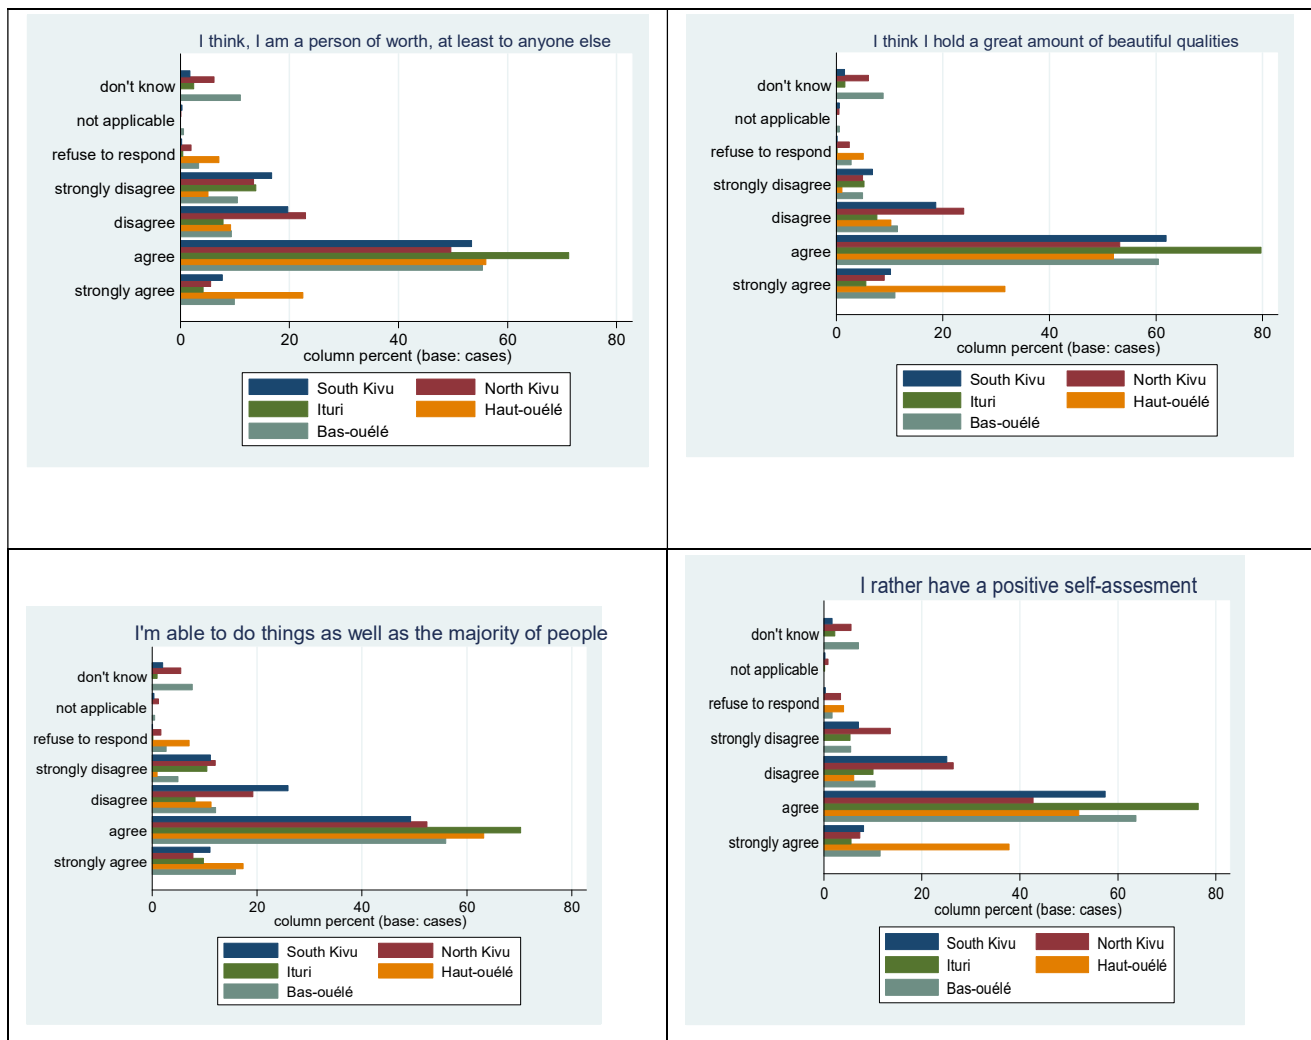 I think, I am a person of worth, at least to anyone else
don't know
not applicable
refuse to respond
strongly disagree
disagree
agree
strongly agree
0 20 40 60 80
column percent (base: cases)
South Kivu North Kivu
Ituri Haut-ouélé
Bas-ouélé
I think I hold a great amount of beautiful qualities
don't know
not applicable
refuse to respond
strongly disagree
disagree
agree
strongly agree
0 20 40 60 80
column percent (base: cases)
South Kivu North Kivu
Ituri Haut-ouélé
Bas-ouélé
I'm able to do things as well as the majority of people
don't know
not applicable
refuse to respond
strongly disagree
disagree
agree
strongly agree
0 20 40 60 80
column percent (base: cases)
South Kivu North Kivu
Ituri Haut-ouélé
Bas-ouélé
I rather have a positive self-assesment
don't know
not applicable
refuse to respond
strongly disagree
disagree
agree
strongly agree
0 20 40 60 80
column percent (base: cases)
South Kivu North Kivu
Ituri Haut-ouélé
Bas-ouélé